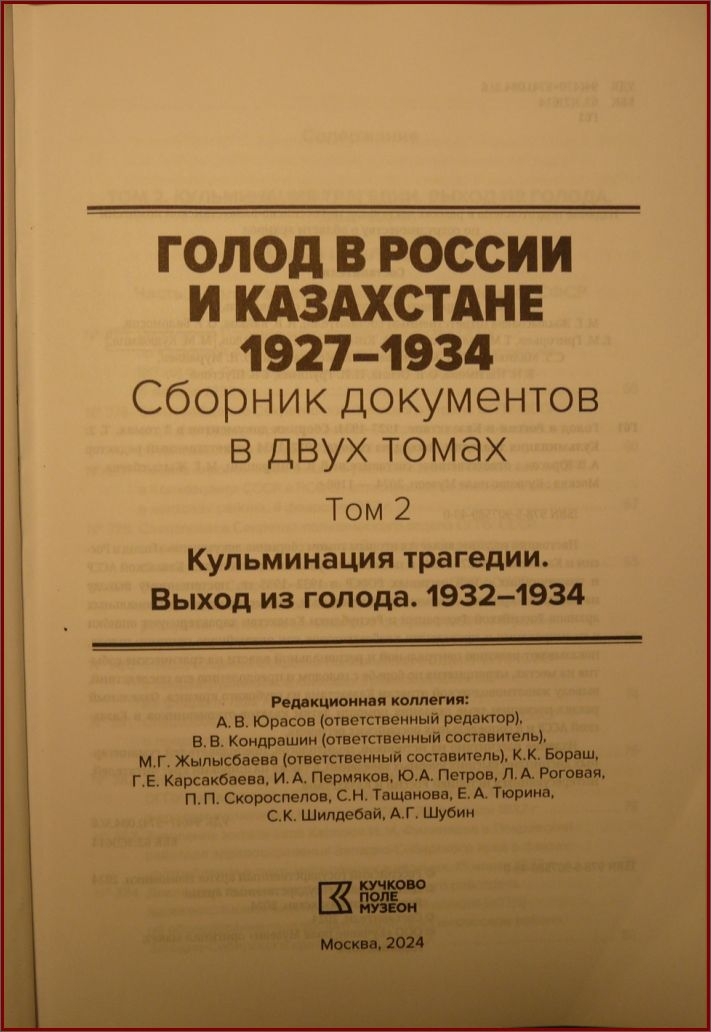 ГОЛОД В РОССИИ
И КАЗАХСТАНЕ
1927–1934
Сборник документов
в двух томах
Том 2
Кульминация трагедии.
Выход из голода. 1932–1934
Редакционная коллегия:
А. В. Юрасов (ответственный редактор),
В. В. Кондрашин (ответственный составитель),
М.Г. Жылысбаева (ответственный составитель), К.К. Бораш,
Г.Е. Карсакбаева, И. А. Пермяков, Ю.А. Петров, Л. А. Роговая,
П. П. Скороспелов, С.Н. Тащанова, Е. А. Тюрина,
С.К. Шилдебай, А.Г. Шубин
КУЧКОВО
ПОЛЕ
МУЗЕОН
Москва, 2024